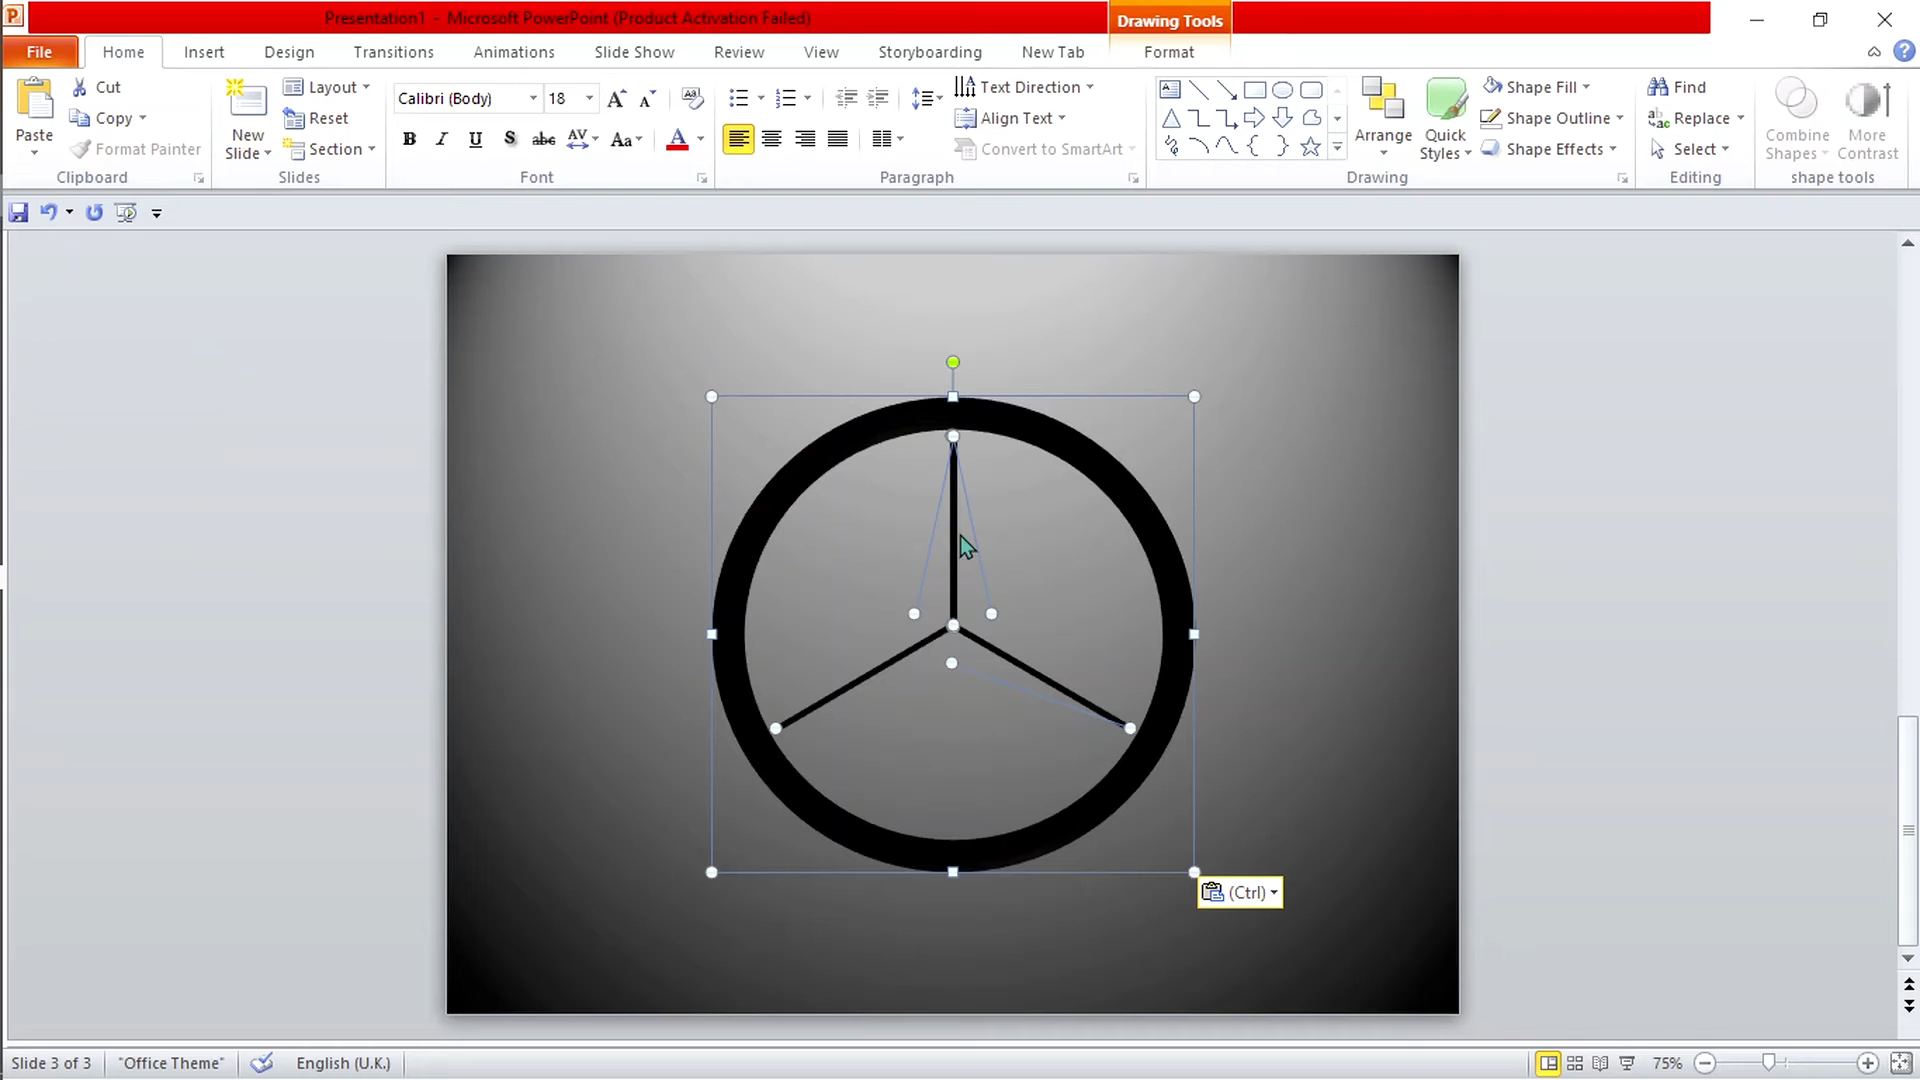 Presentation1 - Microsoft PowerPoint (Product Activation Failed)
Drawing Tools
File
Home
Insert
Design
Transitions
Animations
Slide Show
Review
View
Storyboarding
New Tab
Format
Paste
Cut
Copy
Format Painter
Clipboard
New
Slide
Layout
Reset
Section
Slides
Calibri (Body)
18
B
I
U
S
abc
AV
Aa
A
Font
Text Direction
Align Text
Convert to SmartArt
Paragraph
Arrange
Quick
Styles
Shape Fill
Shape Outline
Shape Effects
Drawing
Find
Replace
Select
Editing
Combine
Shapes
More
Contrast
shape tools
(Ctrl)
Slide 3 of 3
"Office Theme"
English (U.K.)
75%